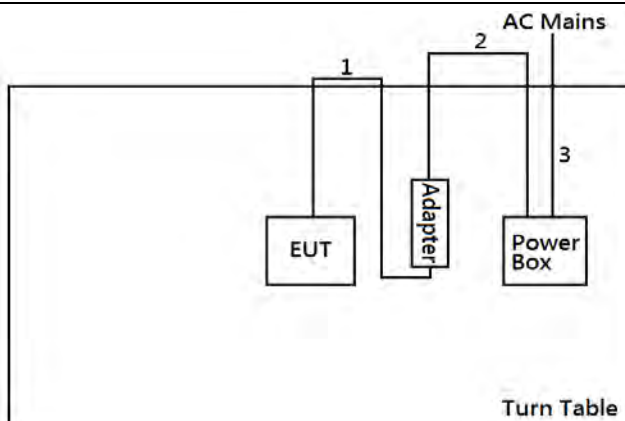 AC Mains
2
1
3
Adapter
EUT
Power
Box
Turn Table